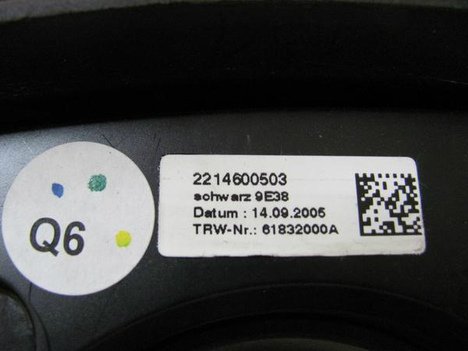 2214600503
schwarz 9E38
Datum : 14.09.2005
TRW-Nr.: 61832000A
Q6